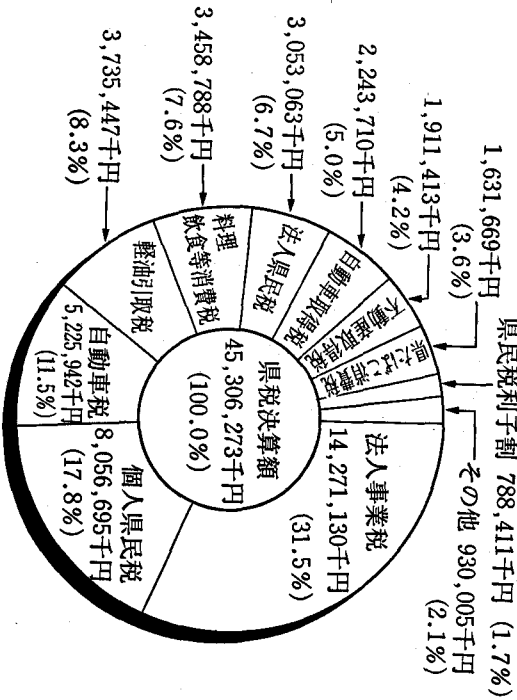 県税決算額
45,306,273千円
(100.0%)
法人事業税
14,271,130千円
(31.5%)
個人県民税
8,056,695千円
(17.8%)
自動車税
5,225,942千円
(11.5%)
軽油引取税
3,735,447千円
(8.3%)
料理
飲食等消費税
3,458,788千円
(7.6%)
法人県民税
3,053,063千円
(6.7%)
自動車取得税
2,243,710千円
(5.0%)
不動産取得税
1,911,413千円
(4.2%)
県たばこ消費税
1,631,669千円
(3.6%)
県民税利子割 788,411千円 (1.7%)
その他 930,005千円
(2.1%)